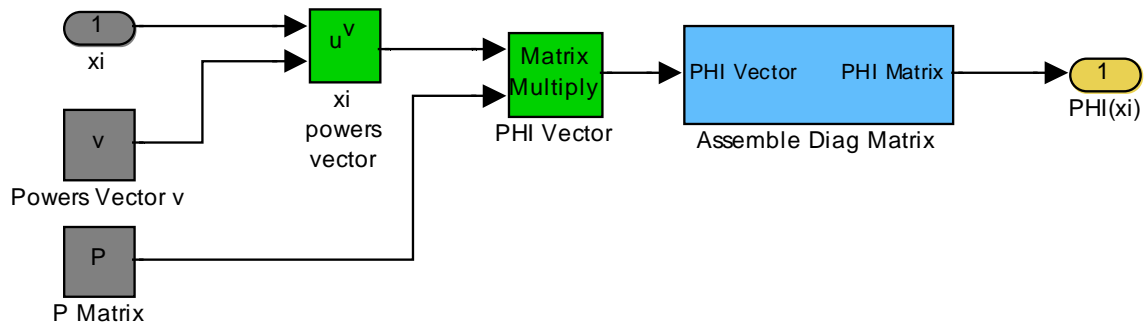 1
xi
v
Powers Vector v
P
P Matrix
u^v
xi
powers
vector
Matrix
Multiply
PHI Vector
PHI Vector PHI Matrix
Assemble Diag Matrix
1
PHI(xi)